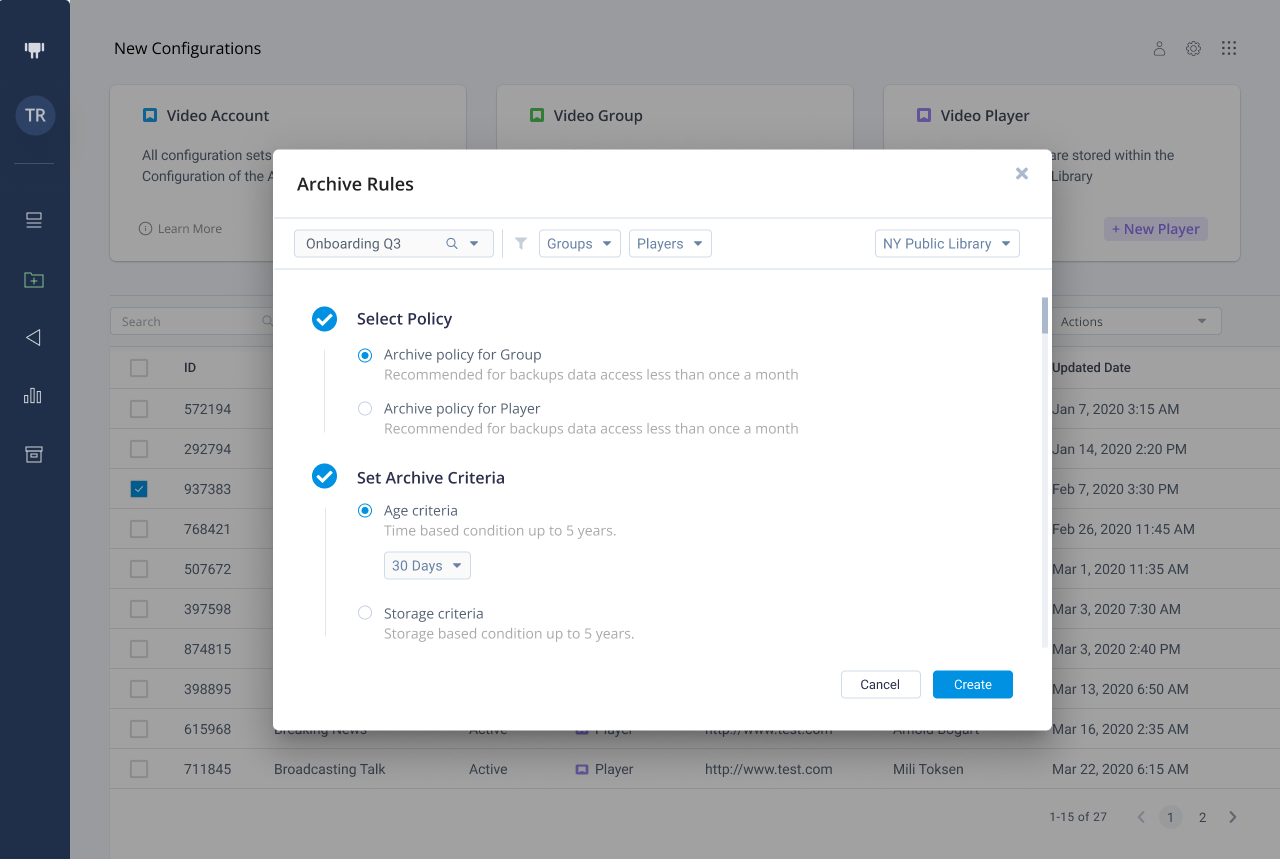 New Configurations
TR
Video Account
Video Group
Video Player
All configuration sets
are stored within the
Configuration of the A
Library
Learn More
+ New Player
Archive Rules
Onboarding Q3
Groups
Players
NY Public Library
Search
Actions
Select Policy
Archive policy for Group
Recommended for backups data access less than once a month
Archive policy for Player
Recommended for backups data access less than once a month
Set Archive Criteria
Age criteria
Time based condition up to 5 years.
30 Days
Storage criteria
Storage based condition up to 5 years.
Cancel
Create
ID Updated Date
572194 Jan 7, 2020 3:15 AM
292794 Jan 14, 2020 2:20 PM
937383 Feb 7, 2020 3:30 PM
768421 Feb 26, 2020 11:45 AM
507672 Mar 1, 2020 11:35 AM
397598 Mar 3, 2020 7:30 AM
874815 Mar 3, 2020 2:40 PM
398895 Mar 13, 2020 6:50 AM
615968 Breaking News Active Player http://www.test.com Arnold Bogart Mar 16, 2020 2:35 AM
711845 Broadcasting Talk Active Player http://www.test.com Mili Toksen Mar 22, 2020 6:15 AM
1-15 of 27 1 2